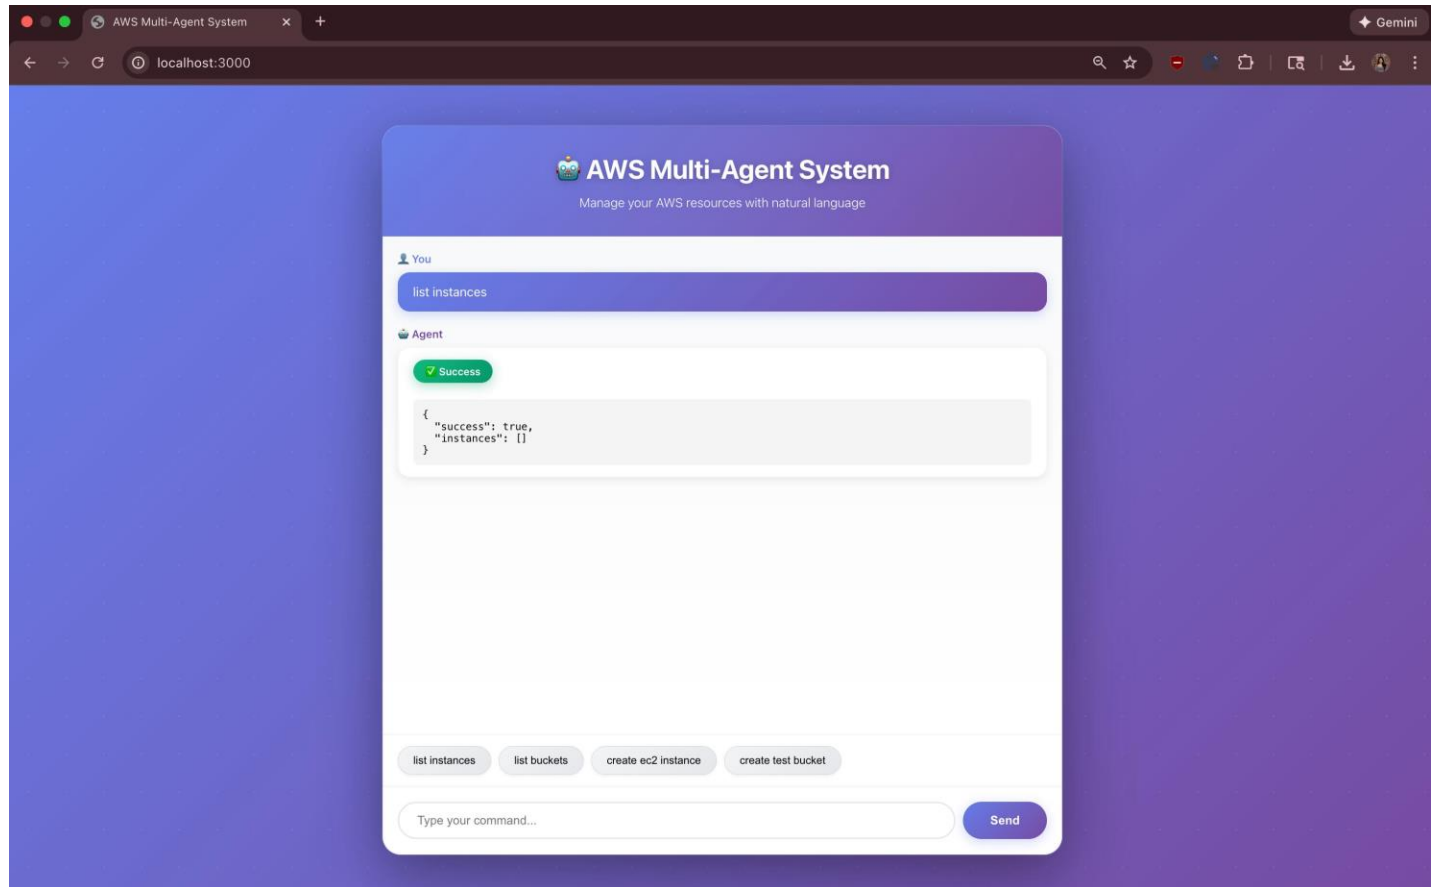 AWS Multi-Agent System
Gemini
localhost:3000
🤖 AWS Multi-Agent System
Manage your AWS resources with natural language
👤 You
list instances
🤖 Agent
✅ Success
{
  "success": true,
  "instances": []
}
list instances list buckets create ec2 instance create test bucket
Type your command... Send